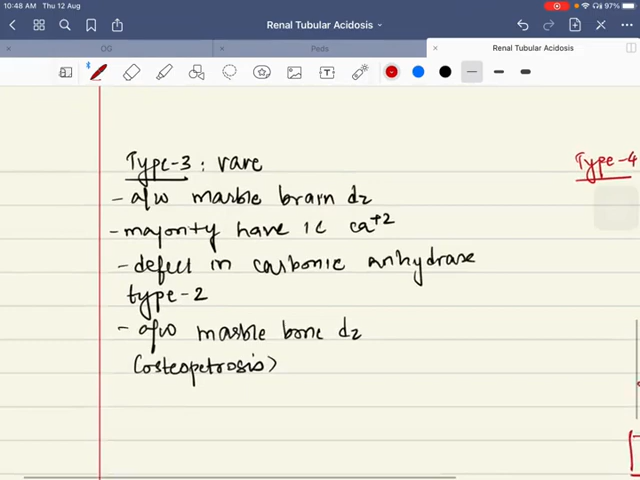 10:48 AM Thu 12 Aug
97%
Renal Tubular Acidosis
OG
Peds
Renal Tubular Acidosis
Type-3 : rare
Type-4
- a/w marble brain dz
- majority have ic ca+2
- defect in carbonic anhydrase
type-2
- a/w marble bone dz
(osteopetrosis)